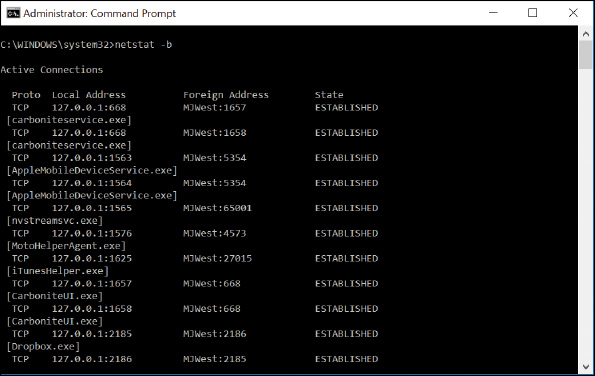 Administrator: Command Prompt
C:\WINDOWS\system32>netstat -b
Active Connections
Proto Local Address Foreign Address State
TCP 127.0.0.1:668 MJWest:1657 ESTABLISHED
[carboniteservice.exe]
TCP 127.0.0.1:668 MJWest:1658 ESTABLISHED
[carboniteservice.exe]
TCP 127.0.0.1:1563 MJWest:5354 ESTABLISHED
[AppleMobileDeviceService.exe]
TCP 127.0.0.1:1564 MJWest:5354 ESTABLISHED
[AppleMobileDeviceService.exe]
TCP 127.0.0.1:1565 MJWest:65001 ESTABLISHED
[nvstreamsvc.exe]
TCP 127.0.0.1:1576 MJWest:4573 ESTABLISHED
[MotoHelperAgent.exe]
TCP 127.0.0.1:1625 MJWest:27015 ESTABLISHED
[iTunesHelper.exe]
TCP 127.0.0.1:1657 MJWest:668 ESTABLISHED
[CarboniteUI.exe]
TCP 127.0.0.1:1658 MJWest:668 ESTABLISHED
[CarboniteUI.exe]
TCP 127.0.0.1:2185 MJWest:2186 ESTABLISHED
[Dropbox.exe]
TCP 127.0.0.1:2186 MJWest:2185 ESTABLISHED